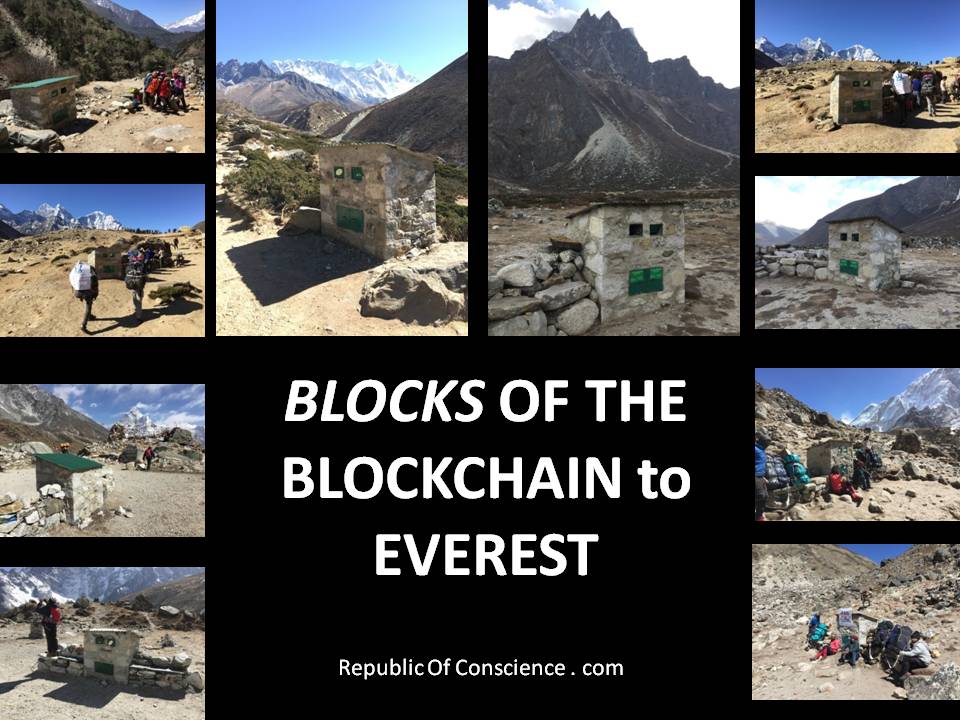 BLOCKS OF THE
BLOCKCHAIN to
EVEREST
Republic Of Conscience . com